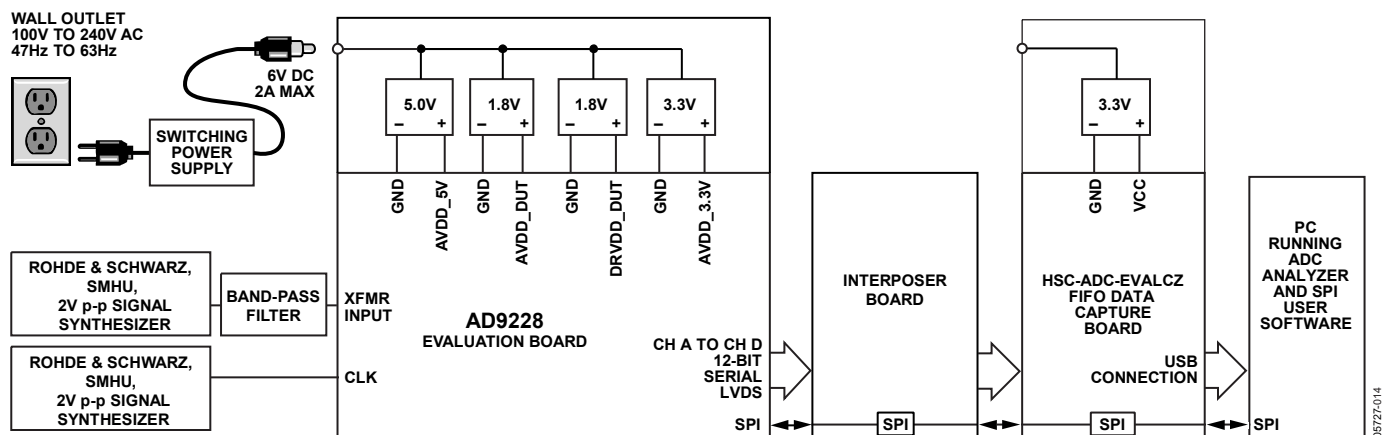 WALL OUTLET
100V TO 240V AC
47Hz TO 63Hz
6V DC
2A MAX
SWITCHING
POWER
SUPPLY
5.0V
– +
1.8V
– +
1.8V
– +
3.3V
– +
GND
AVDD_5V
GND
AVDD_DUT
GND
DRVDD_DUT
GND
AVDD_3.3V
3.3V
– +
GND
VCC
ROHDE & SCHWARZ,
SMHU,
2V p-p SIGNAL
SYNTHESIZER
BAND-PASS
FILTER
XFMR
INPUT
ROHDE & SCHWARZ,
SMHU,
2V p-p SIGNAL
SYNTHESIZER
CLK
AD9228
EVALUATION BOARD
CH A TO CH D
12-BIT
SERIAL
LVDS
SPI
INTERPOSER
BOARD
SPI
HSC-ADC-EVALCZ
FIFO DATA
CAPTURE
BOARD
USB
CONNECTION
SPI
PC
RUNNING
ADC
ANALYZER
AND SPI
USER
SOFTWARE
SPI
05727-014